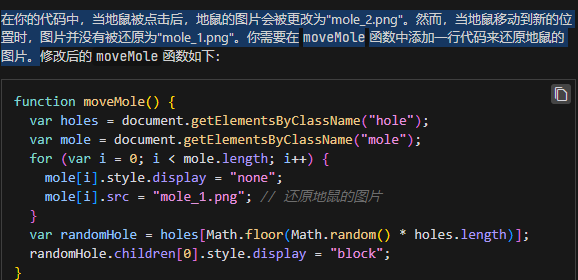 在你的代码中，当地鼠被点击后，地鼠的图片会被更改为"mole_2.png"。然而，当地鼠移动到新的位
置时，图片并没有被还原为"mole_1.png"。你需要在 moveMole 函数中添加一行代码来还原地鼠的
图片。修改后的 moveMole 函数如下：
function moveMole() {
  var holes = document.getElementsByClassName("hole");
  var mole = document.getElementsByClassName("mole");
  for (var i = 0; i < mole.length; i++) {
    mole[i].style.display = "none";
    mole[i].src = "mole_1.png"; // 还原地鼠的图片
  }
  var randomHole = holes[Math.floor(Math.random() * holes.length)];
  randomHole.children[0].style.display = "block";
}